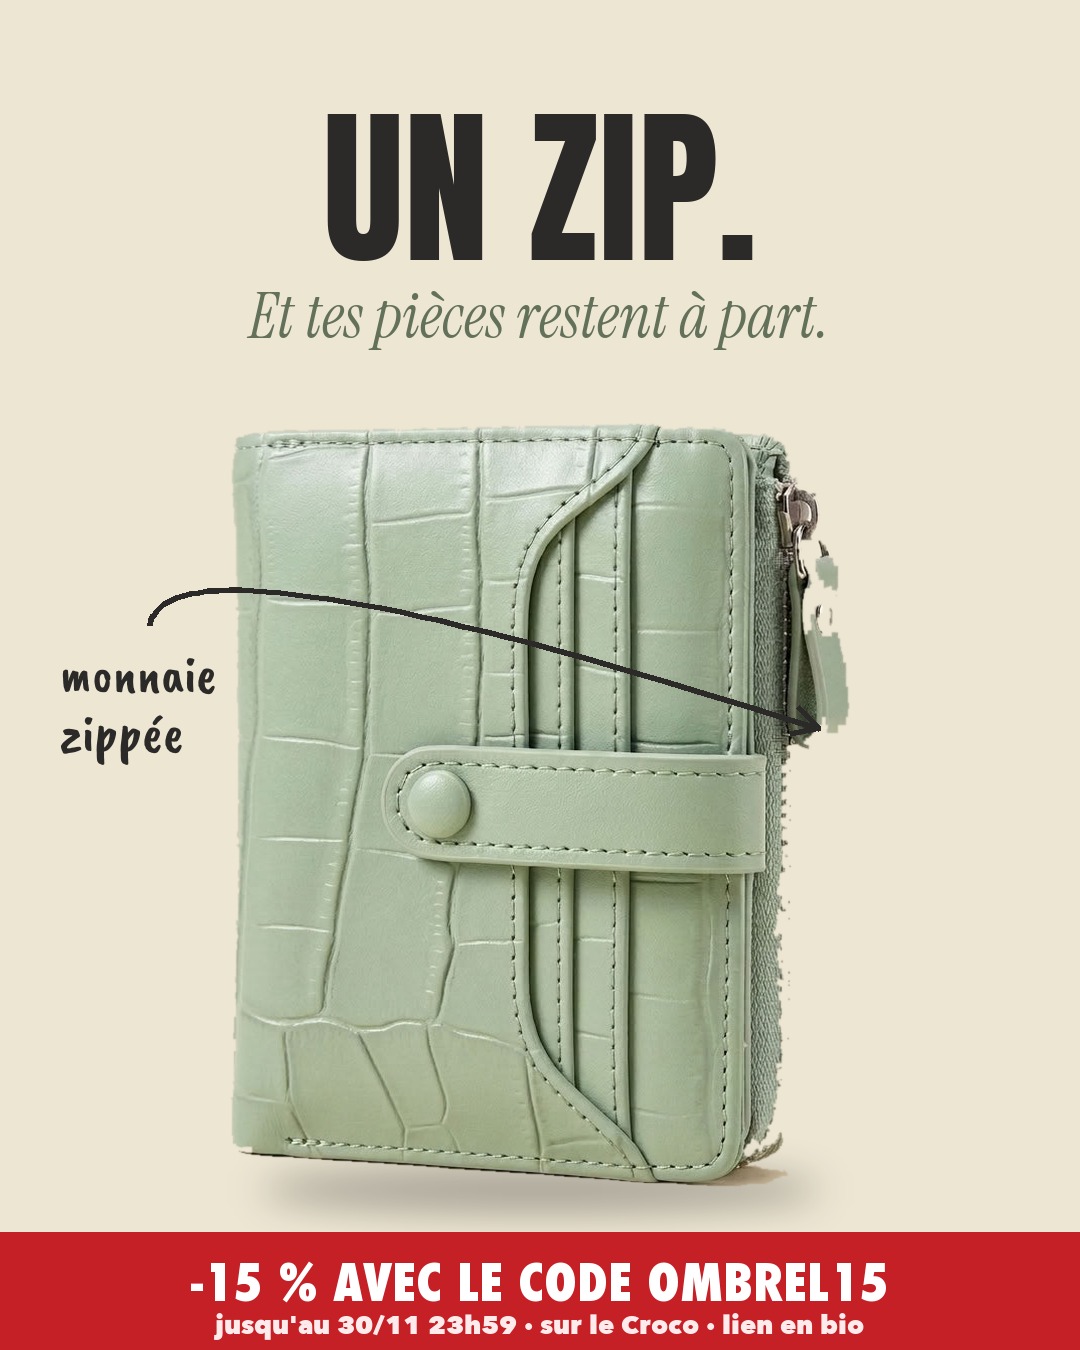 UN ZIP.
Et tes pièces restent à part.
monnaie
zippée
-15 % AVEC LE CODE OMBREL15
jusqu'au 30/11 23h59 • sur le Croco • lien en bio